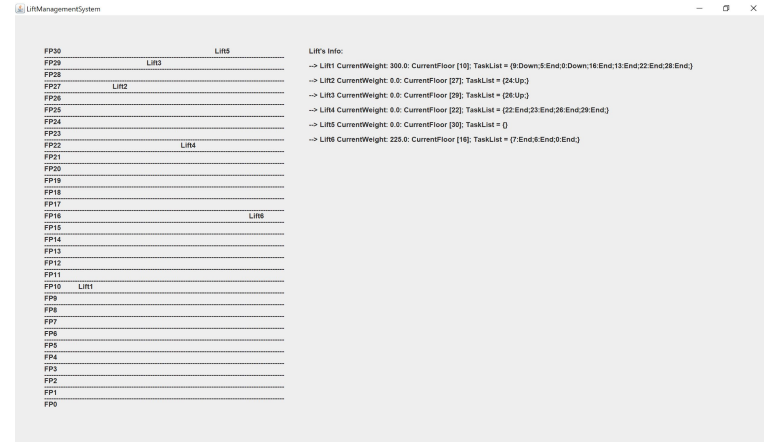 LiftManagementSystem
FP30 Lift5
FP29 Lift3
FP28
FP27 Lift2
FP26
FP25
FP24
FP23
FP22 Lift4
FP21
FP20
FP19
FP18
FP17
FP16 Lift6
FP15
FP14
FP13
FP12
FP11
FP10 Lift1
FP9
FP8
FP7
FP6
FP5
FP4
FP3
FP2
FP1
FP0
Lift's Info:
--> Lift1 CurrentWeight: 300.0: CurrentFloor [10]; TaskList = {9:Down;5:End;0:Down;16:End;13:End;22:End;28:End;}
--> Lift2 CurrentWeight: 0.0: CurrentFloor [27]; TaskList = {24:Up;}
--> Lift3 CurrentWeight: 0.0: CurrentFloor [29]; TaskList = {26:Up;}
--> Lift4 CurrentWeight: 0.0: CurrentFloor [22]; TaskList = {22:End;23:End;26:End;29:End;}
--> Lift5 CurrentWeight: 0.0: CurrentFloor [30]; TaskList = {}
--> Lift6 CurrentWeight: 225.0: CurrentFloor [16]; TaskList = {7:End;6:End;0:End;}